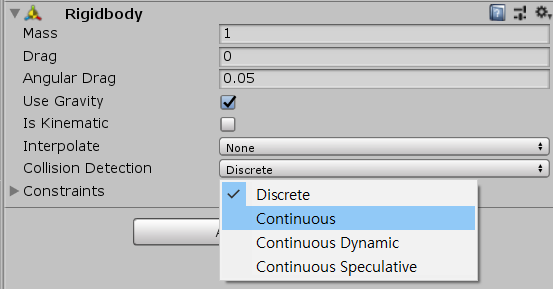 Rigidbody
Mass 1
Drag 0
Angular Drag 0.05
Use Gravity
Is Kinematic
Interpolate None
Collision Detection Discrete
Constraints
Discrete
Continuous
Continuous Dynamic
Continuous Speculative